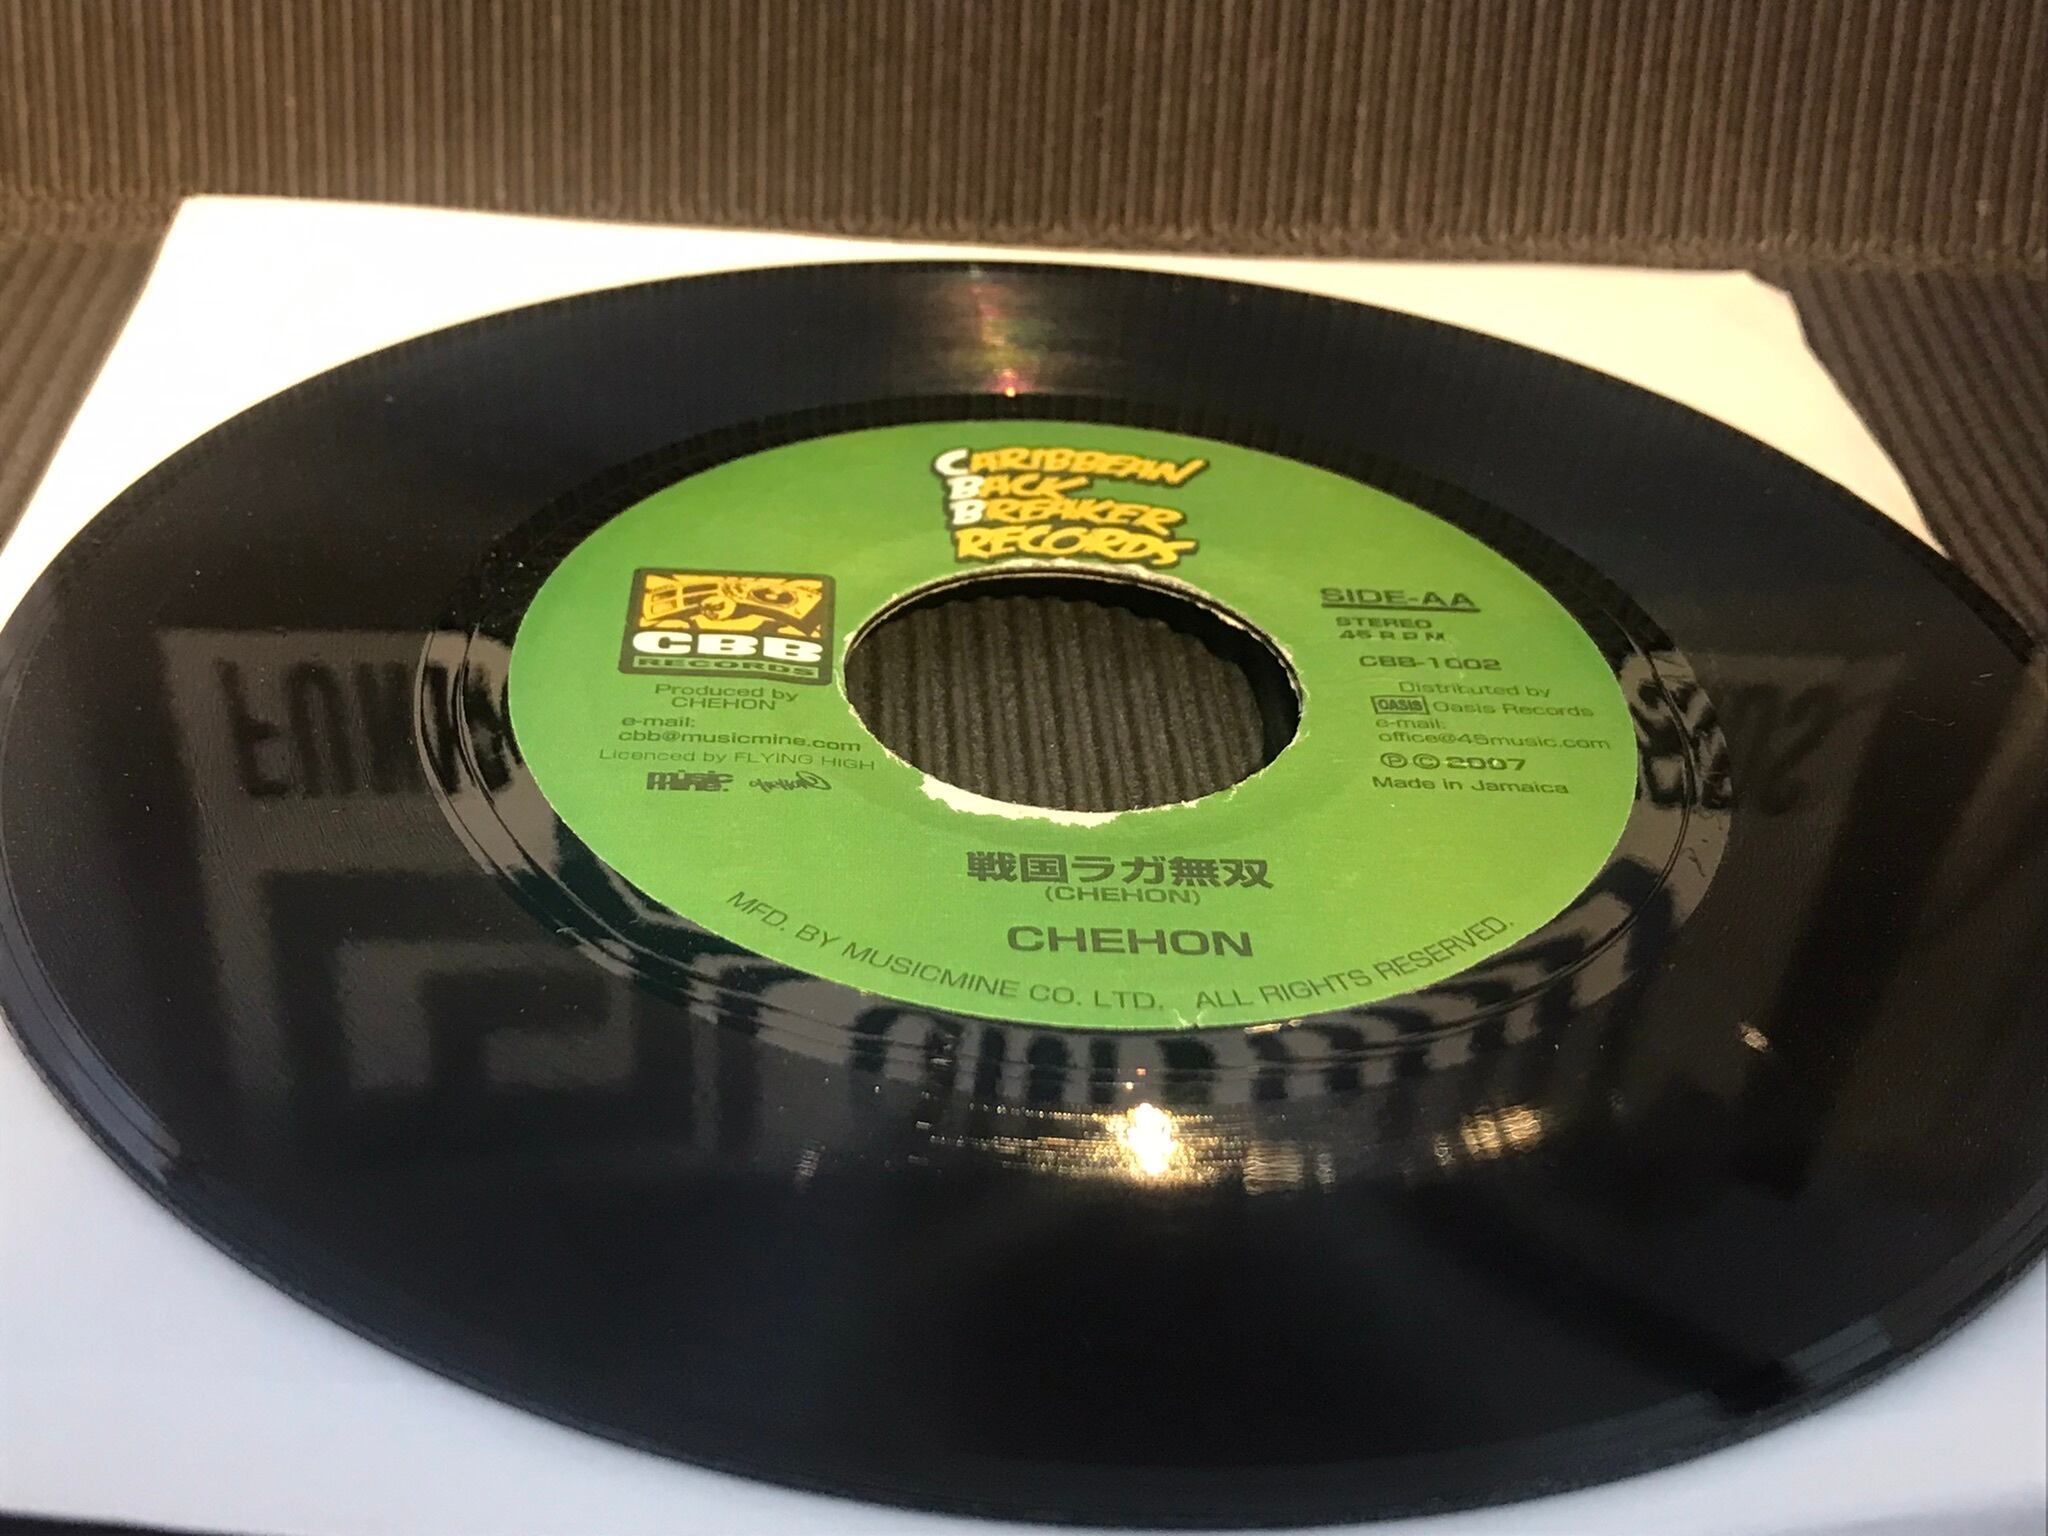 CARIBBEAN
BACK
BREAKER
RECORDS
CBB
RECORDS
Produced by
CHEHON
e-mail:
cbb@musicmine.com
Licenced by FLYING HIGH
music
mine.
SIDE-AA
STEREO
45 R.P.M
CBB-1002
Distributed by
OASIS Oasis Records
e-mail:
office@45music.com
Ⓟ©2007
Made in Jamaica
戦国ラガ無双
(CHEHON)
CHEHON
MFD. BY MUSICMINE CO. LTD. ALL RIGHTS RESERVED.